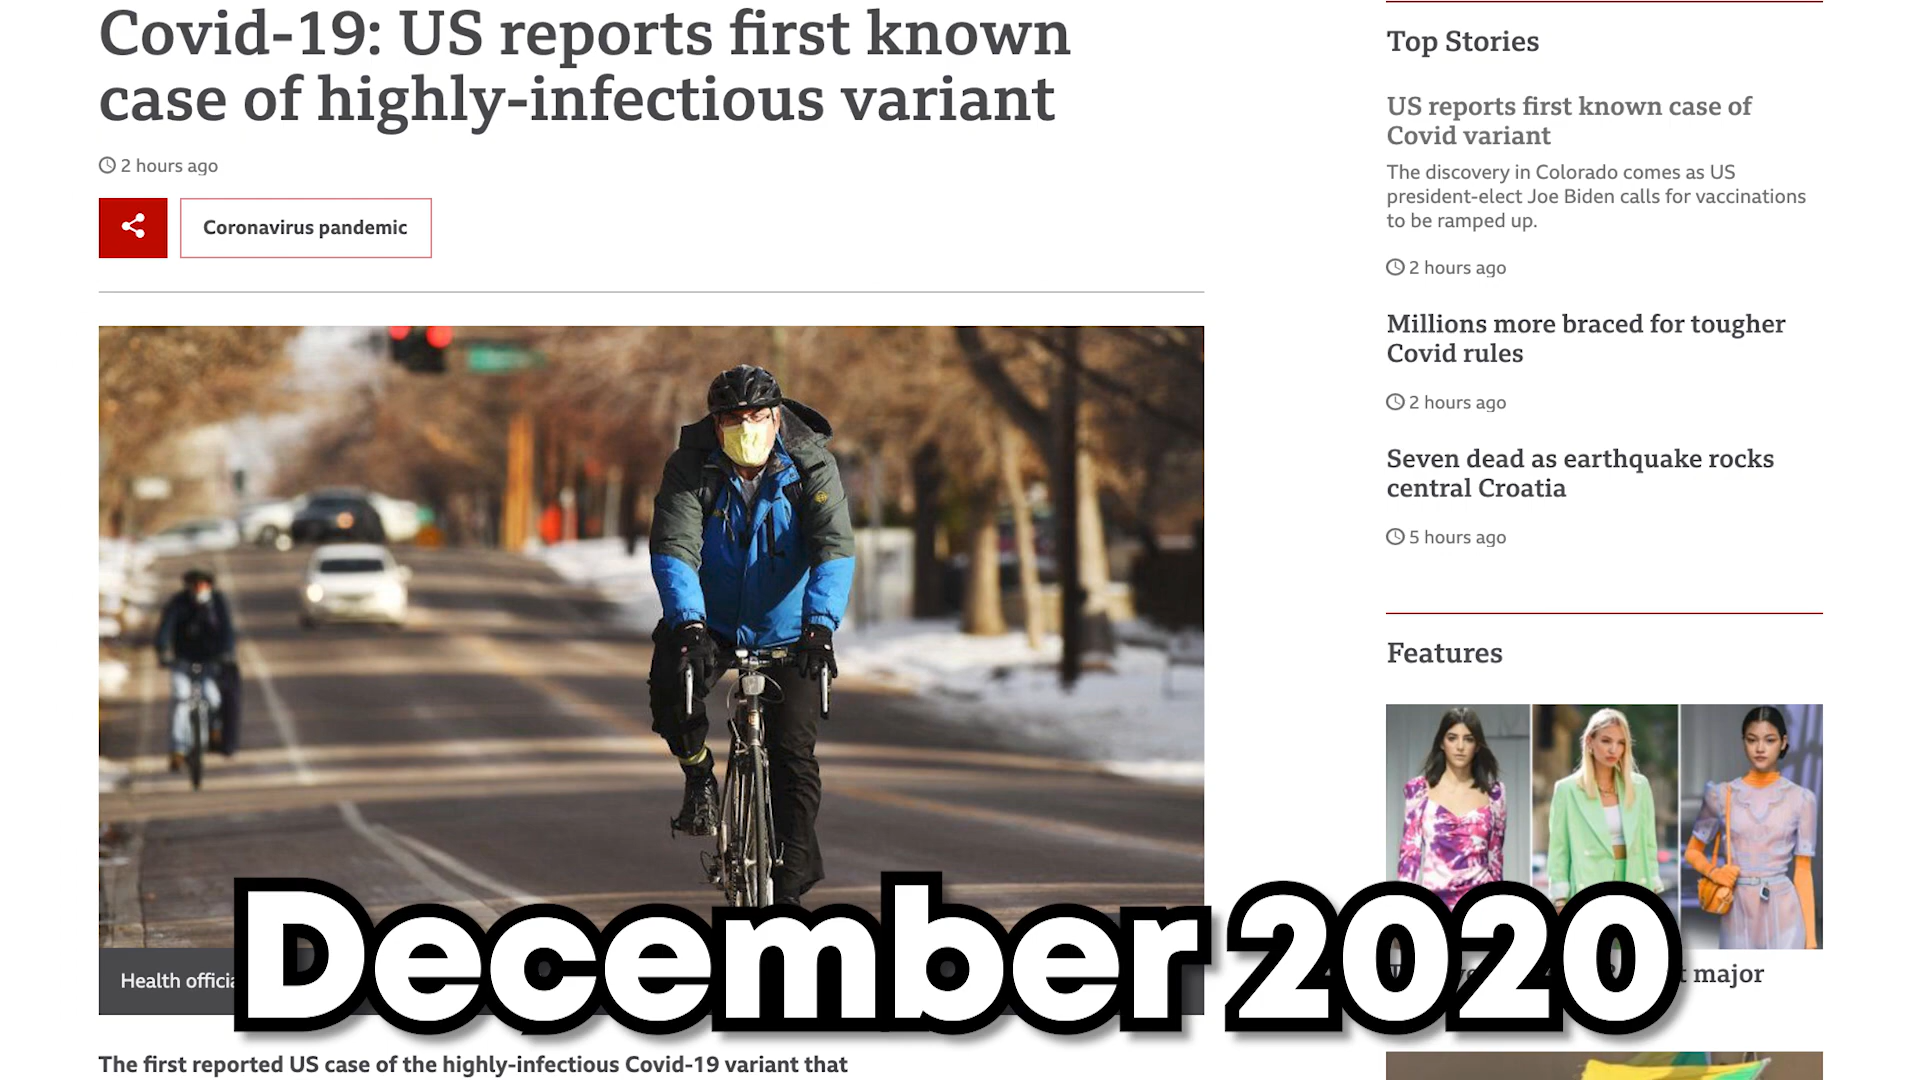 Covid-19: US reports first known
case of highly-infectious variant
2 hours ago
Coronavirus pandemic
Health officia
The first reported US case of the highly-infectious Covid-19 variant that
Top Stories
US reports first known case of
Covid variant
The discovery in Colorado comes as US
president-elect Joe Biden calls for vaccinations
to be ramped up.
2 hours ago
Millions more braced for tougher
Covid rules
2 hours ago
Seven dead as earthquake rocks
central Croatia
5 hours ago
Features
major
December 2020